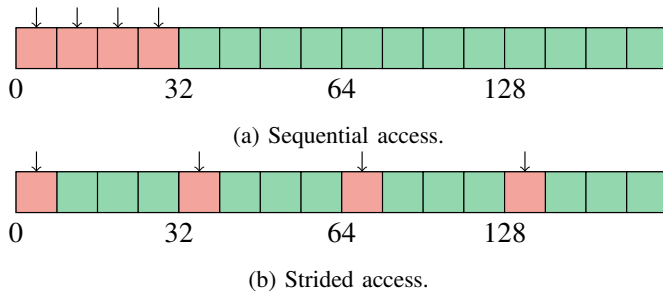 0 32 64 128
(a) Sequential access.
0 32 64 128
(b) Strided access.